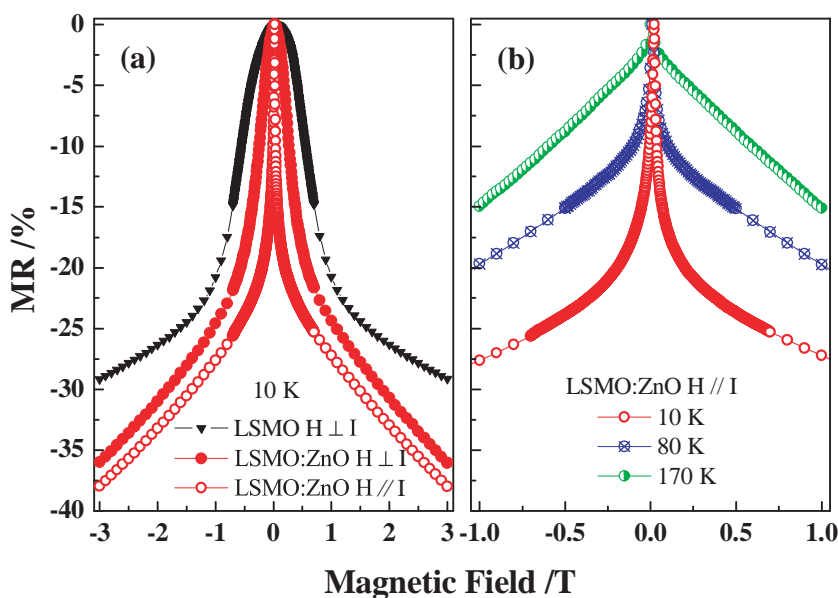 (a)
(b)
MR /%
0
-5
-10
-15
-20
-25
-30
-35
-40
10 K
LSMO H ⊥ I
LSMO:ZnO H ⊥ I
LSMO:ZnO H // I
-3 -2 -1 0 1 2 3
LSMO:ZnO H // I
10 K
80 K
170 K
-1.0 -0.5 0.0 0.5 1.0
Magnetic Field /T